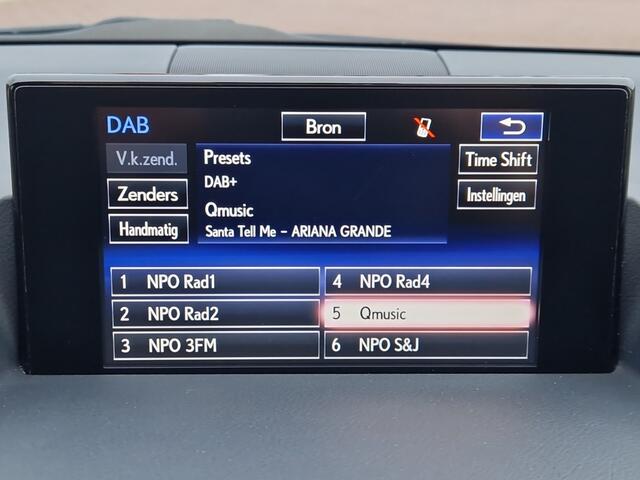 DAB
Bron
V.k.zend.
Presets
Time Shift
DAB+
Zenders
Instellingen
Qmusic
Handmatig
Santa Tell Me - ARIANA GRANDE
1 NPO Rad1
4 NPO Rad4
2 NPO Rad2
5 Qmusic
3 NPO 3FM
6 NPO S&J